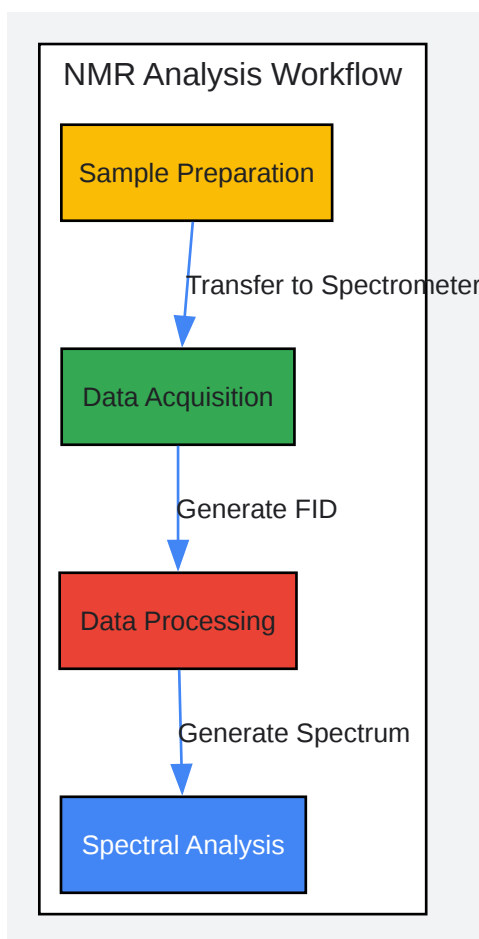 NMR Analysis Workflow
Sample Preparation
Transfer to Spectrometer
Data Acquisition
Generate FID
Data Processing
Generate Spectrum
Spectral Analysis